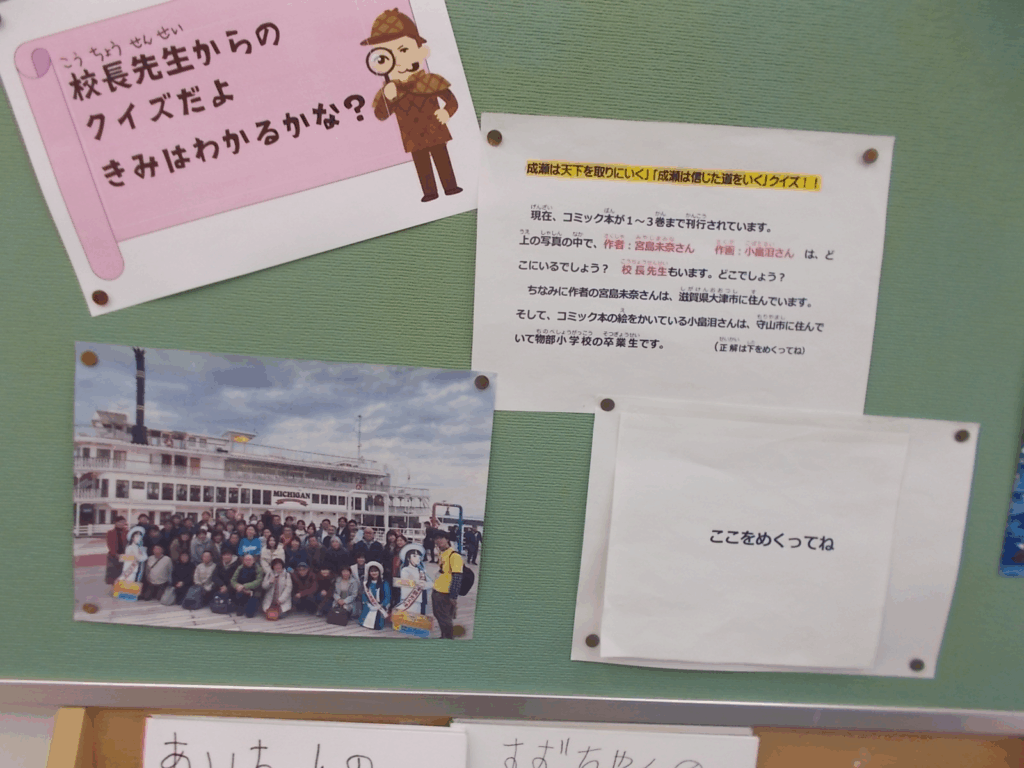 こうちょうせんせい
校長先生からの
クイズだよ
きみはわかるかな?
成瀬は天下を取りにいく」「成瀬は信じた道をいく」クイズ!!
現在、コミック本が1~3巻まで刊行されています。
上の写真の中で、作者:宮島未奈さん 作画:小畠泪さん は、ど
こにいるでしょう? 校長先生もいます。どこでしょう?
ちなみに作者の宮島未奈さんは、滋賀県大津市に住んでいます。
そして、コミック本の絵をかいている小畠泪さんは、守山市に住んで
いて物部小学校の卒業生です。 (正解は下をめくってね)
MICHIGAN
ここをめくってね